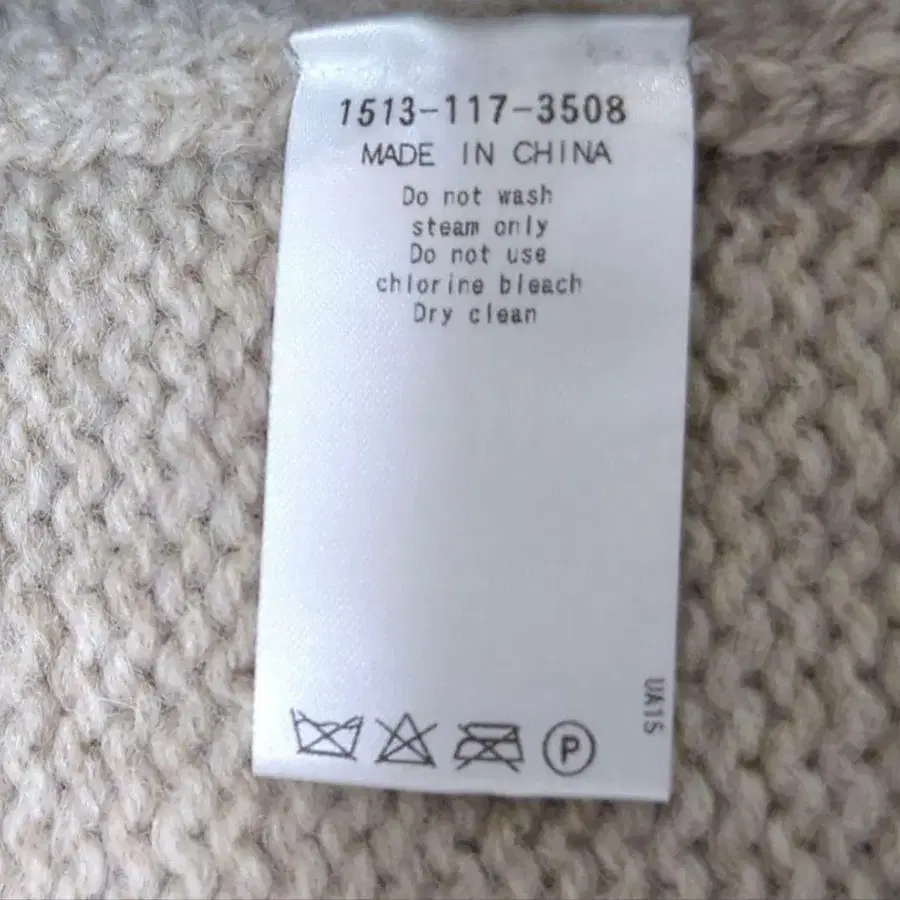 1513-117-3508
MADE IN CHINA
Do not wash
steam only
Do not use
chlorine bleach
Dry clean
UA15
P